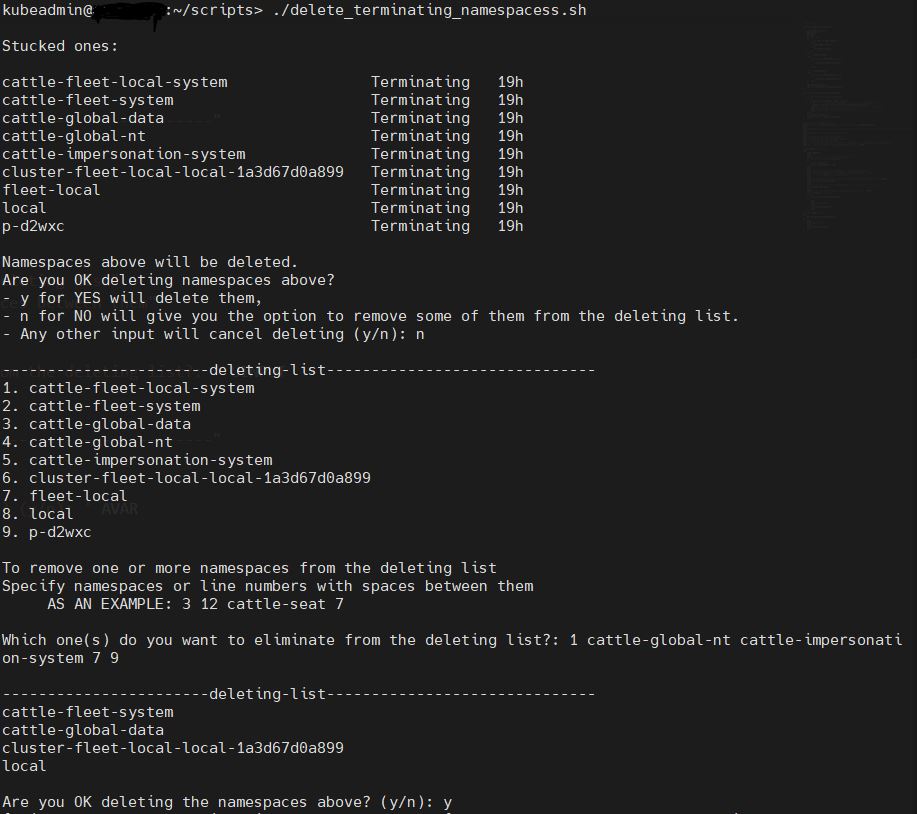 kubeadmin@ :~/scripts> ./delete_terminating_namespacess.sh
Stucked ones:
cattle-fleet-local-system Terminating 19h
cattle-fleet-system Terminating 19h
cattle-global-data Terminating 19h
cattle-global-nt Terminating 19h
cattle-impersonation-system Terminating 19h
cluster-fleet-local-local-1a3d67d0a899 Terminating 19h
fleet-local Terminating 19h
local Terminating 19h
p-d2wxc Terminating 19h
Namespaces above will be deleted.
Are you OK deleting namespaces above?
- y for YES will delete them,
- n for NO will give you the option to remove some of them from the deleting list.
- Any other input will cancel deleting (y/n): n
-----------------------deleting-list------------------------------
1. cattle-fleet-local-system
2. cattle-fleet-system
3. cattle-global-data
4. cattle-global-nt
5. cattle-impersonation-system
6. cluster-fleet-local-local-1a3d67d0a899
7. fleet-local
8. local
9. p-d2wxc
To remove one or more namespaces from the deleting list
Specify namespaces or line numbers with spaces between them
AS AN EXAMPLE: 3 12 cattle-seat 7
Which one(s) do you want to eliminate from the deleting list?: 1 cattle-global-nt cattle-impersonati
on-system 7 9
-----------------------deleting-list------------------------------
cattle-fleet-system
cattle-global-data
cluster-fleet-local-local-1a3d67d0a899
local
Are you OK deleting the namespaces above? (y/n): y